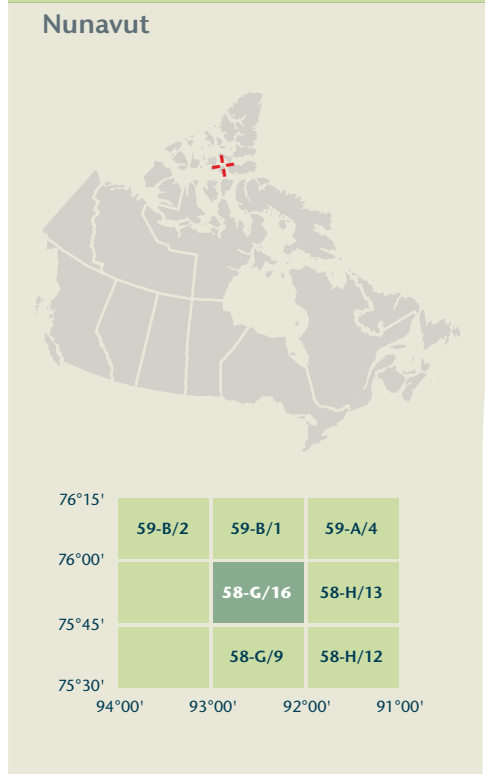 Nunavut
76°15'
59-B/2 59-B/1 59-A/4
76°00'
58-G/16 58-H/13
75°45'
58-G/9 58-H/12
75°30'
94°00' 93°00' 92°00' 91°00'